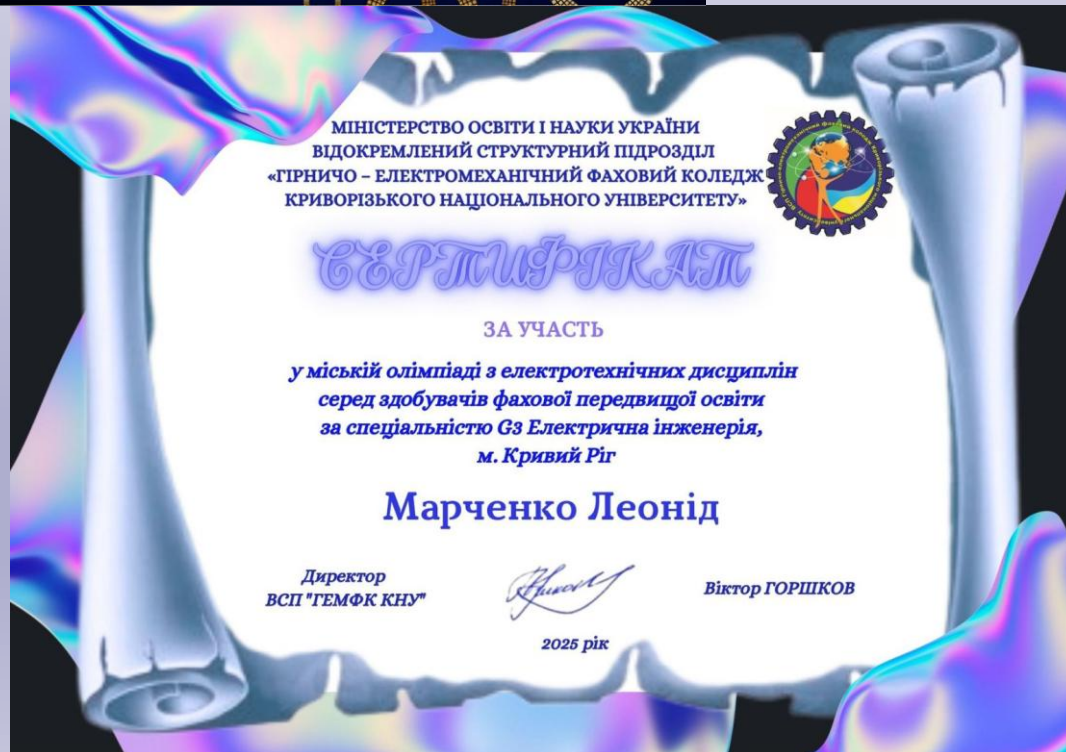 МІНІСТЕРСТВО ОСВІТИ І НАУКИ УКРАЇНИ
ВІДОКРЕМЛЕНИЙ СТРУКТУРНИЙ ПІДРОЗДІЛ
«ГІРНИЧО – ЕЛЕКТРОМЕХАНІЧНИЙ ФАХОВИЙ КОЛЕДЖ
КРИВОРІЗЬКОГО НАЦІОНАЛЬНОГО УНІВЕРСИТЕТУ»
СЕРТИФІКАТ
ЗА УЧАСТЬ
у міській олімпіаді з електротехнічних дисциплін
серед здобувачів фахової передвищої освіти
за спеціальністю G3 Електрична інженерія,
м. Кривий Ріг
Марченко Леонід
Директор
ВСП "ГЕМФК КНУ"
Віктор ГОРШКОВ
2025 рік